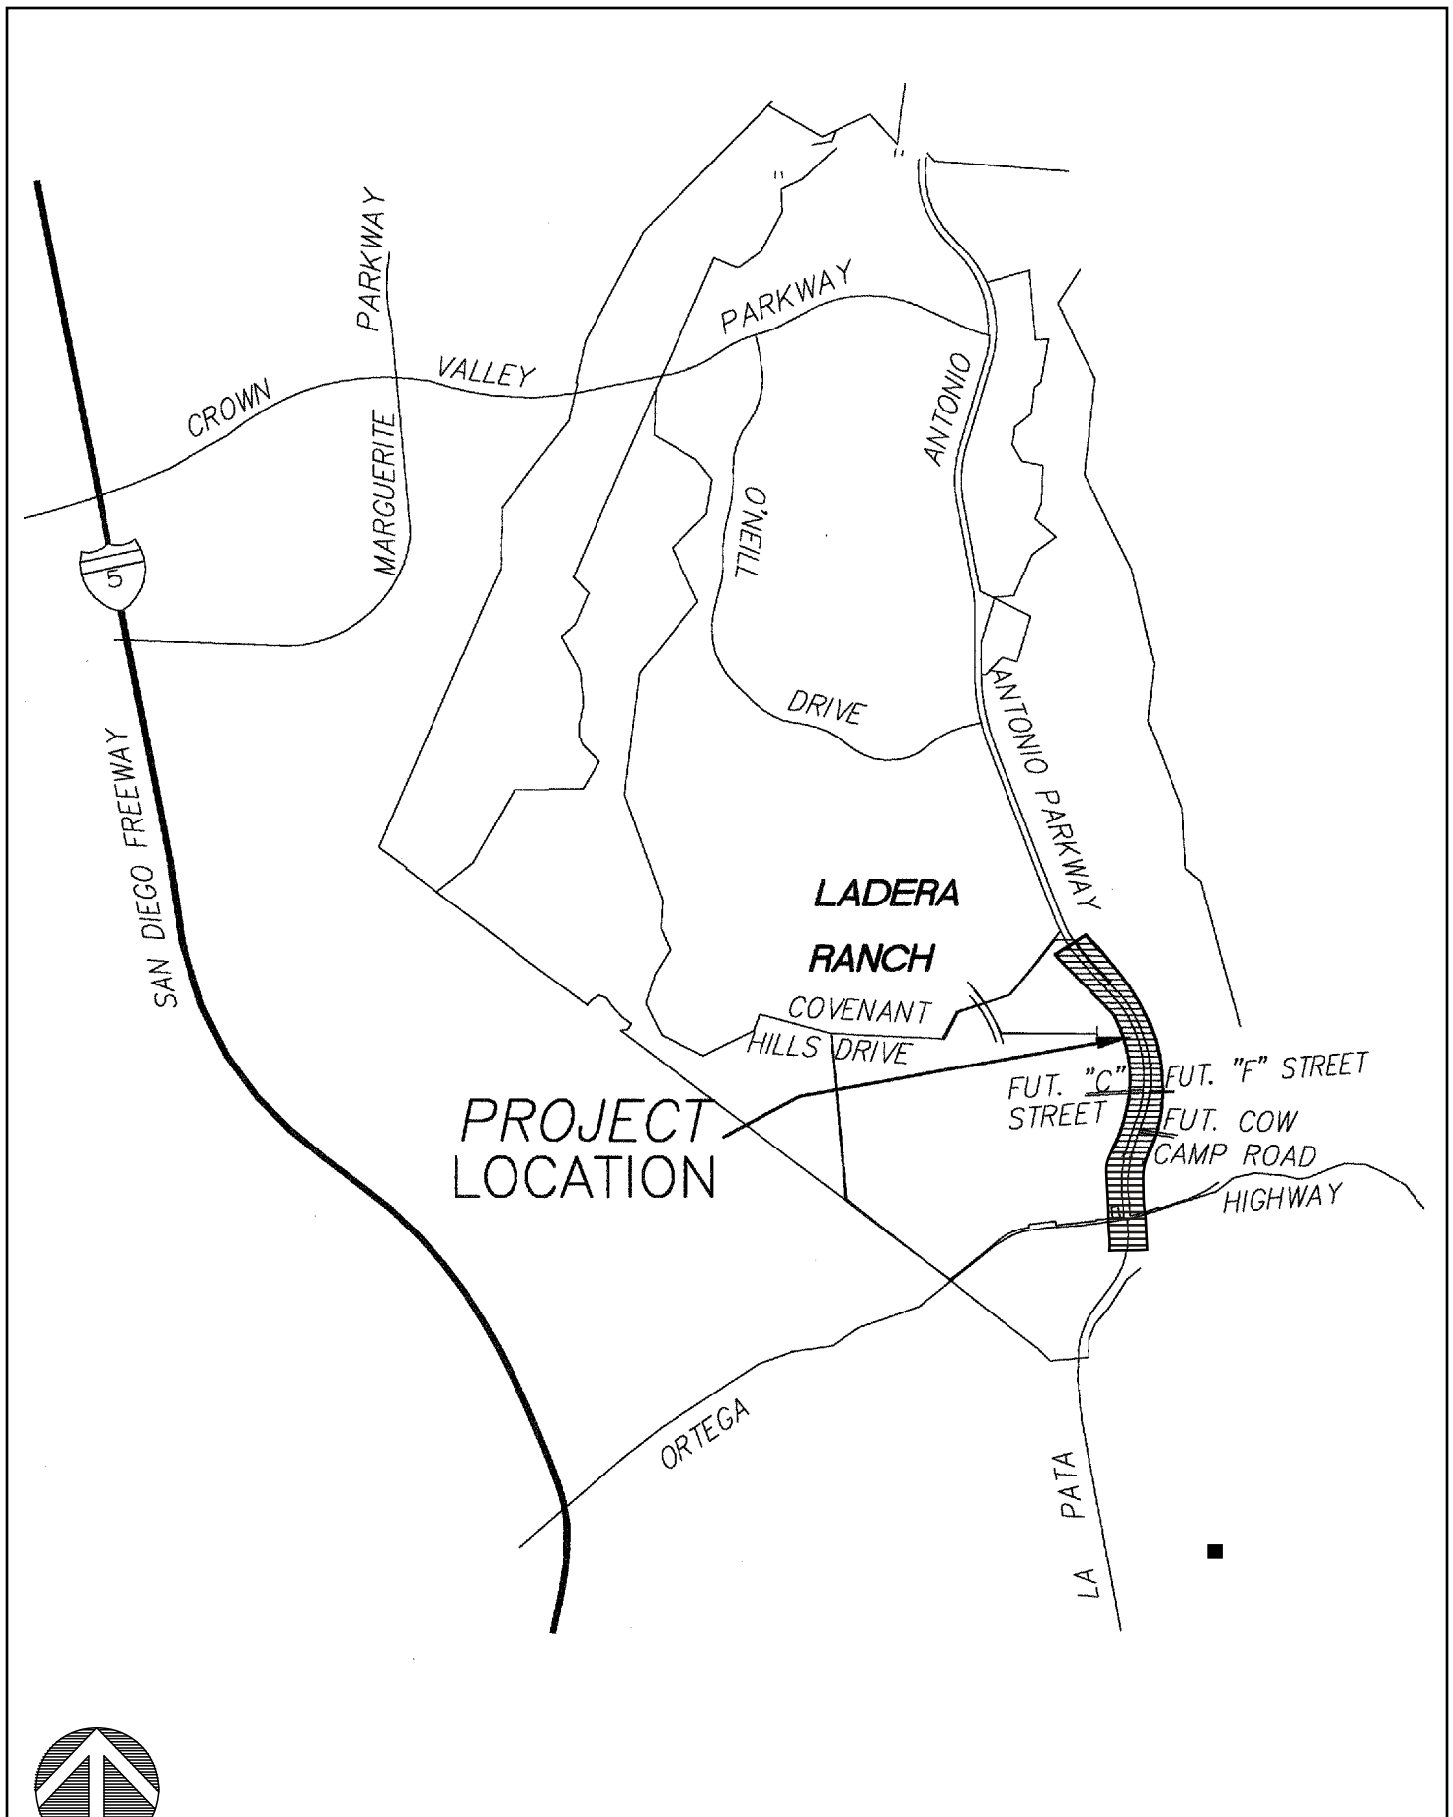 PARKWAY
PARKWAY
VALLEY
CROWN
ANTONIO
MARGUERITE
O'NEILL
5
DRIVE
ANTONIO PARKWAY
SAN DIEGO FREEWAY
LADERA
RANCH
COVENANT
HILLS DRIVE
FUT. "C"
STREET
FUT. "F" STREET
PROJECT
LOCATION
FUT. COW
CAMP ROAD
HIGHWAY
ORTEGA
LA PATA